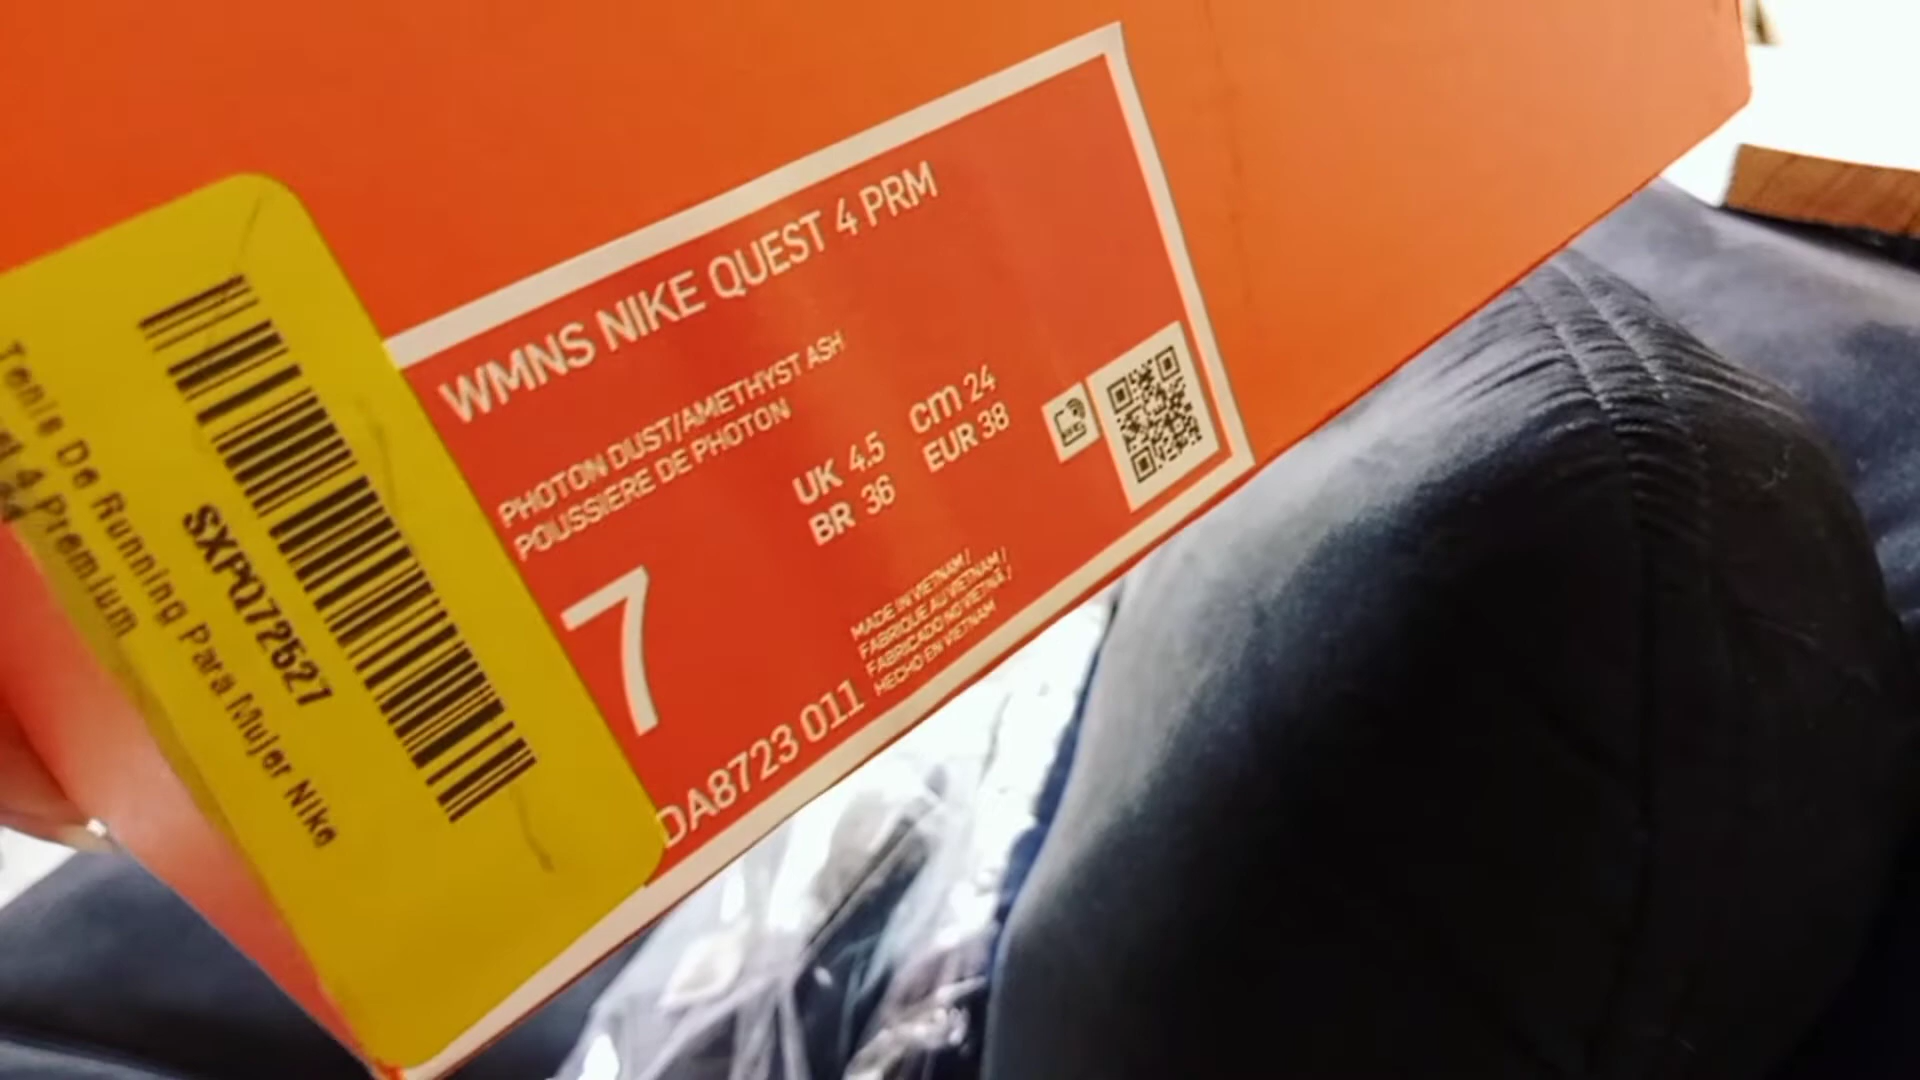 WMNS NIKE QUEST 4 PRM
PHOTON DUST/AMETHYST ASH
POUSSIERE DE PHOTON
UK 4.5
cm 24
BR 36
EUR 38
7
MADE IN VIETNAM /
FABRIQUE AU VIETNAM /
FABRICADO NO VIETNÃ /
HECHO EN VIETNAM
DA8723 011
SXPQ72527
Tenis De Running Para Mujer Nike
4 Premium